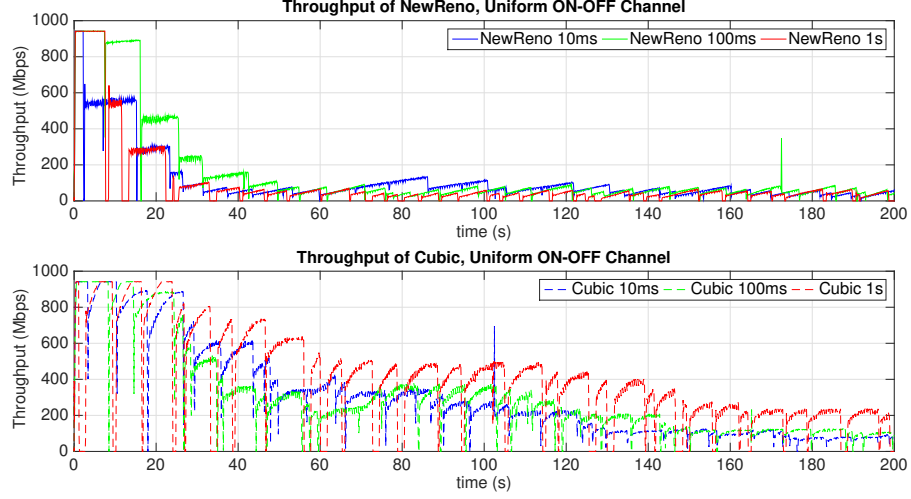 Throughput of NewReno, Uniform ON-OFF Channel
NewReno 10ms NewReno 100ms NewReno 1s
Throughput (Mbps)
1000
800
600
400
200
0
0 20 40 60 80 100 120 140 160 180 200
time (s)
Throughput of Cubic, Uniform ON-OFF Channel
Cubic 10ms Cubic 100ms Cubic 1s
Throughput (Mbps)
1000
800
600
400
200
0
0 20 40 60 80 100 120 140 160 180 200
time (s)